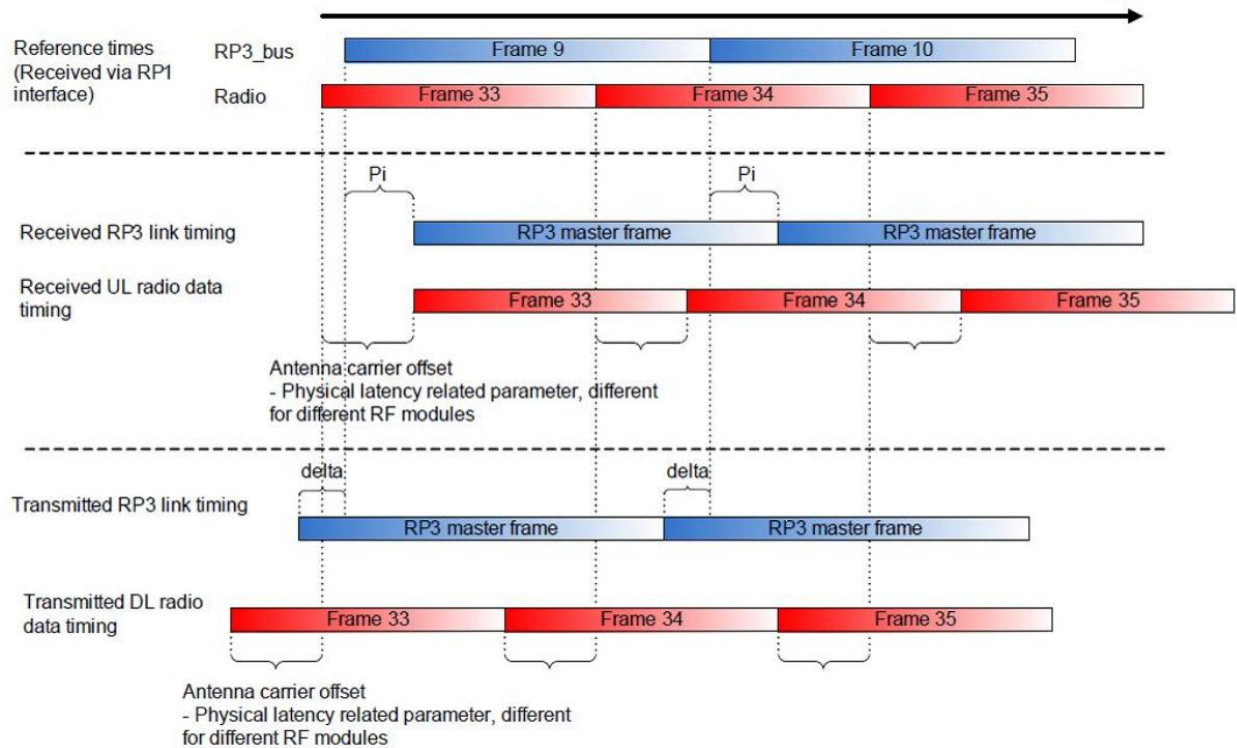 Reference times
(Received via RP1
interface)
RP3_bus
Frame 9
Frame 10
Radio
Frame 33
Frame 34
Frame 35
Pi
Pi
Received RP3 link timing
RP3 master frame
RP3 master frame
Received UL radio data
timing
Frame 33
Frame 34
Frame 35
Antenna carrier offset
- Physical latency related parameter, different
for different RF modules
delta
delta
Transmitted RP3 link timing
RP3 master frame
RP3 master frame
Transmitted DL radio
data timing
Frame 33
Frame 34
Frame 35
Antenna carrier offset
- Physical latency related parameter, different
for different RF modules